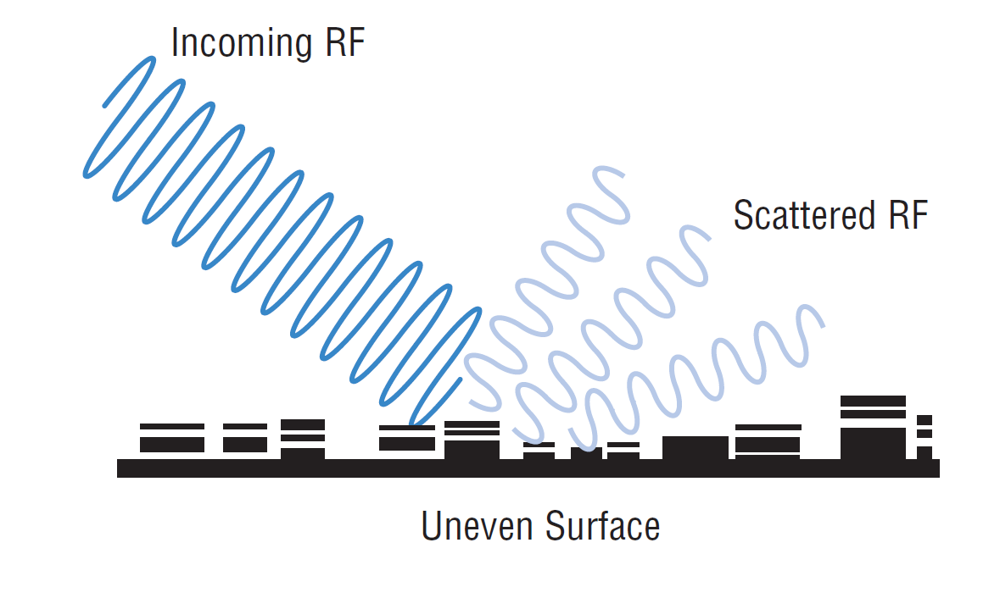 Incoming RF
Scattered RF
Uneven Surface